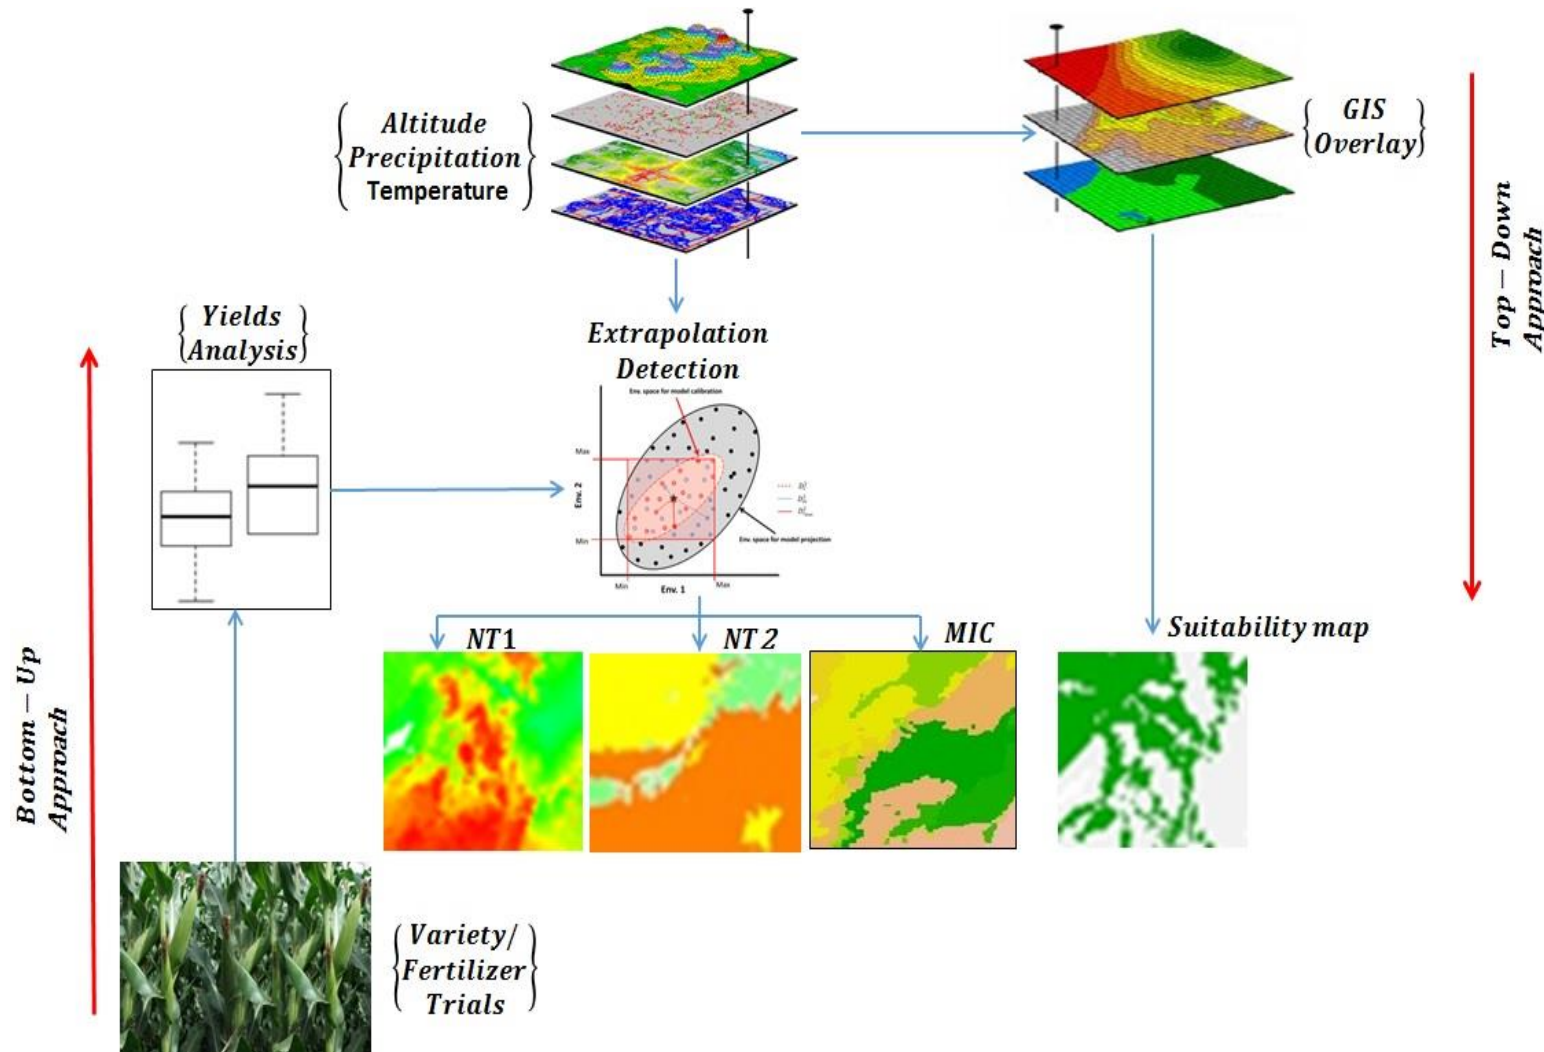 Altitude
Precipitation
Temperature
GIS
Overlay
Top – Down
Approach
Yields
Analysis
Extrapolation
Detection
Env. space for model calibration
Max
Env. 2
Min
Env. space for model projection
Min
Env. 1
Max
NT1
NT2
MIC
Suitability map
Bottom – Up
Approach
Variety/
Fertilizer
Trials